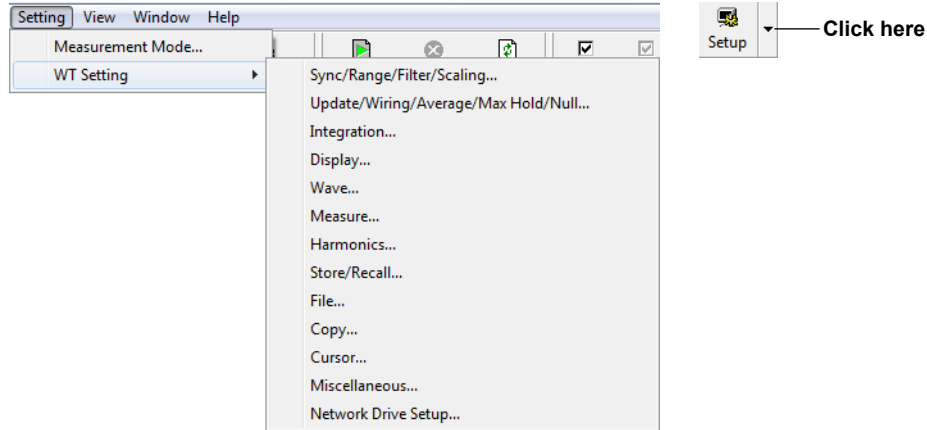 Setting View Window Help
Measurement Mode...
WT Setting
Sync/Range/Filter/Scaling...
Update/Wiring/Average/Max Hold/Null...
Integration...
Display...
Wave...
Measure...
Harmonics...
Store/Recall...
File...
Copy...
Cursor...
Miscellaneous...
Network Drive Setup...
Setup
Click here